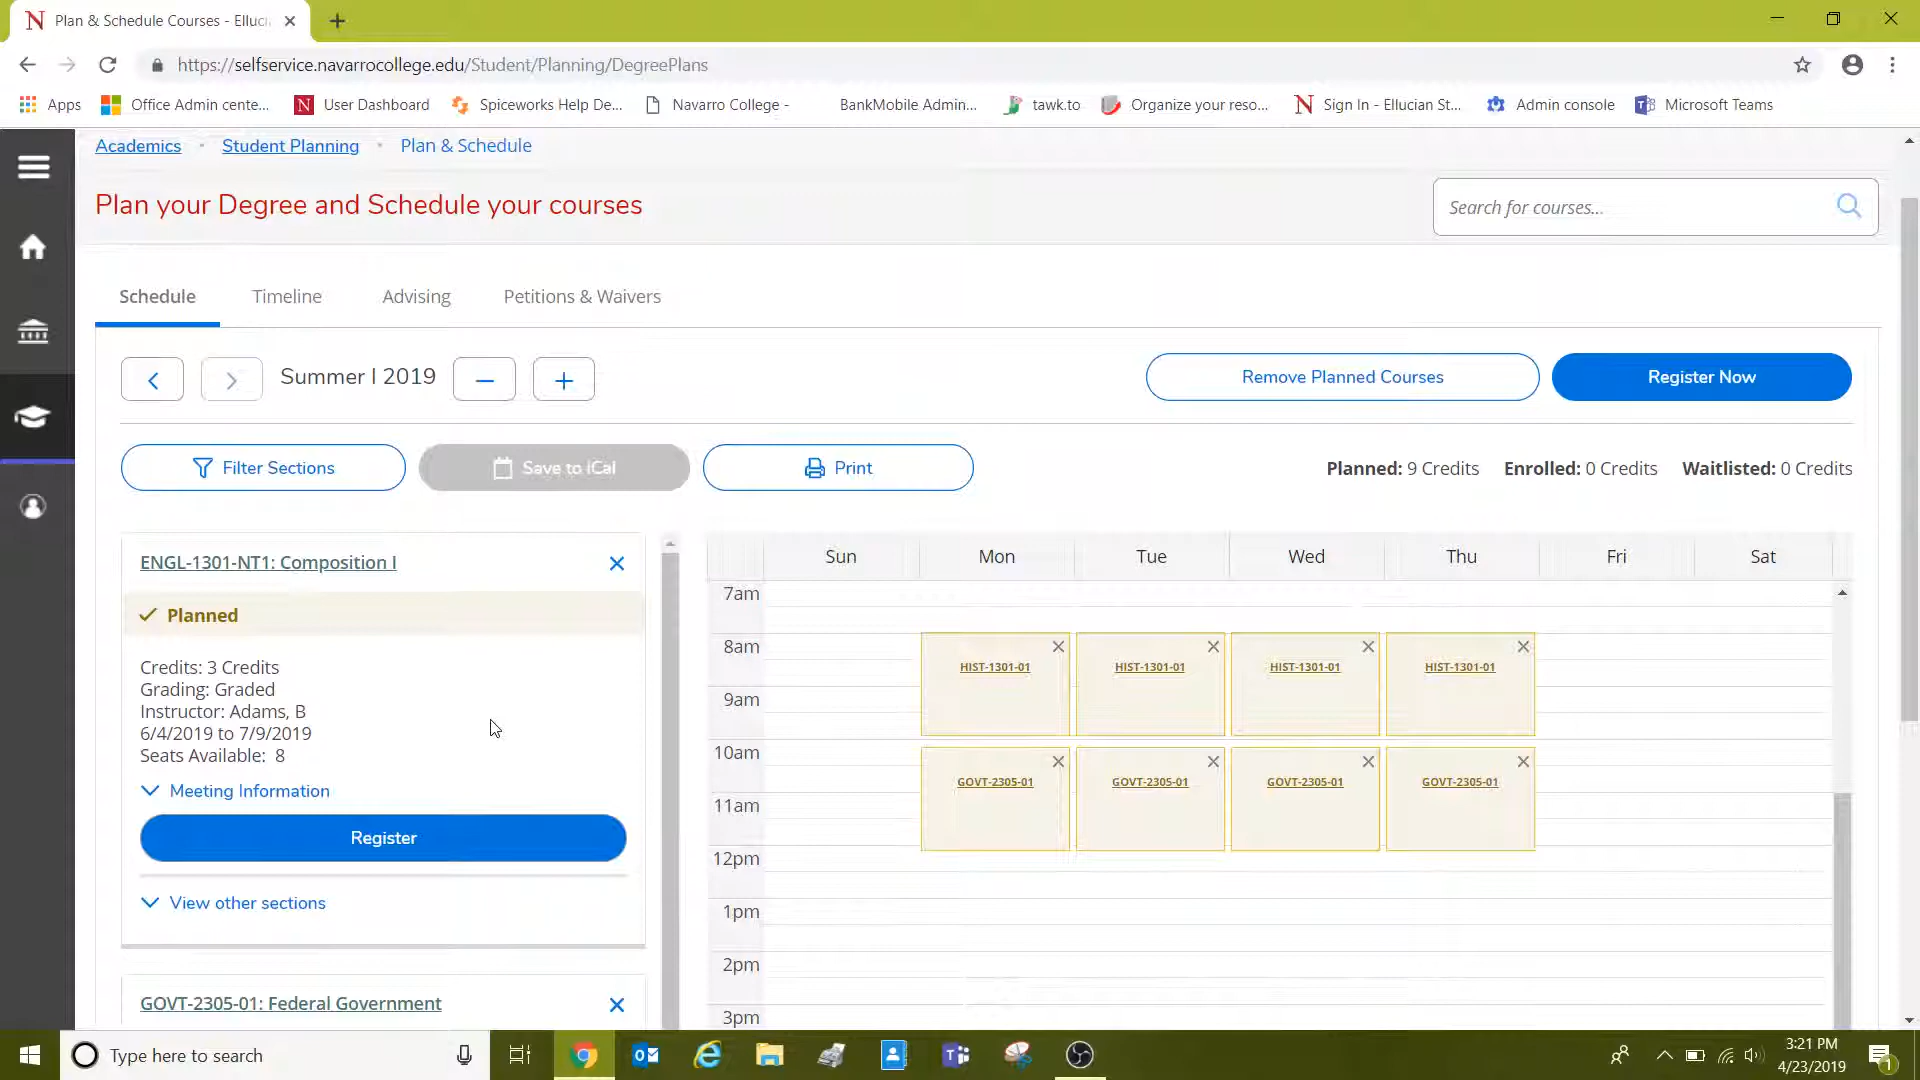 Plan & Schedule Courses - Ellucia
https://selfservice.navarrocollege.edu/Student/Planning/DegreePlans
Apps
Office Admin cente...
User Dashboard
Spiceworks Help De...
Navarro College -
BankMobile Admin...
tawk.to
Organize your reso...
Sign In - Ellucian St...
Admin console
Microsoft Teams
Academics · Student Planning · Plan & Schedule
Plan your Degree and Schedule your courses
Search for courses...
Schedule
Timeline
Advising
Petitions & Waivers
Summer I 2019
Remove Planned Courses
Register Now
Filter Sections
Save to iCal
Print
Planned: 9 Credits
Enrolled: 0 Credits
Waitlisted: 0 Credits
ENGL-1301-NT1: Composition I
Planned
Credits: 3 Credits
Grading: Graded
Instructor: Adams, B
6/4/2019 to 7/9/2019
Seats Available: 8
Meeting Information
Register
View other sections
GOVT-2305-01: Federal Government
Sun Mon Tue Wed Thu Fri Sat
7am
8am
HIST-1301-01 HIST-1301-01 HIST-1301-01 HIST-1301-01
9am
10am
GOVT-2305-01 GOVT-2305-01 GOVT-2305-01 GOVT-2305-01
11am
12pm
1pm
2pm
3pm
Type here to search
3:21 PM
4/23/2019
1